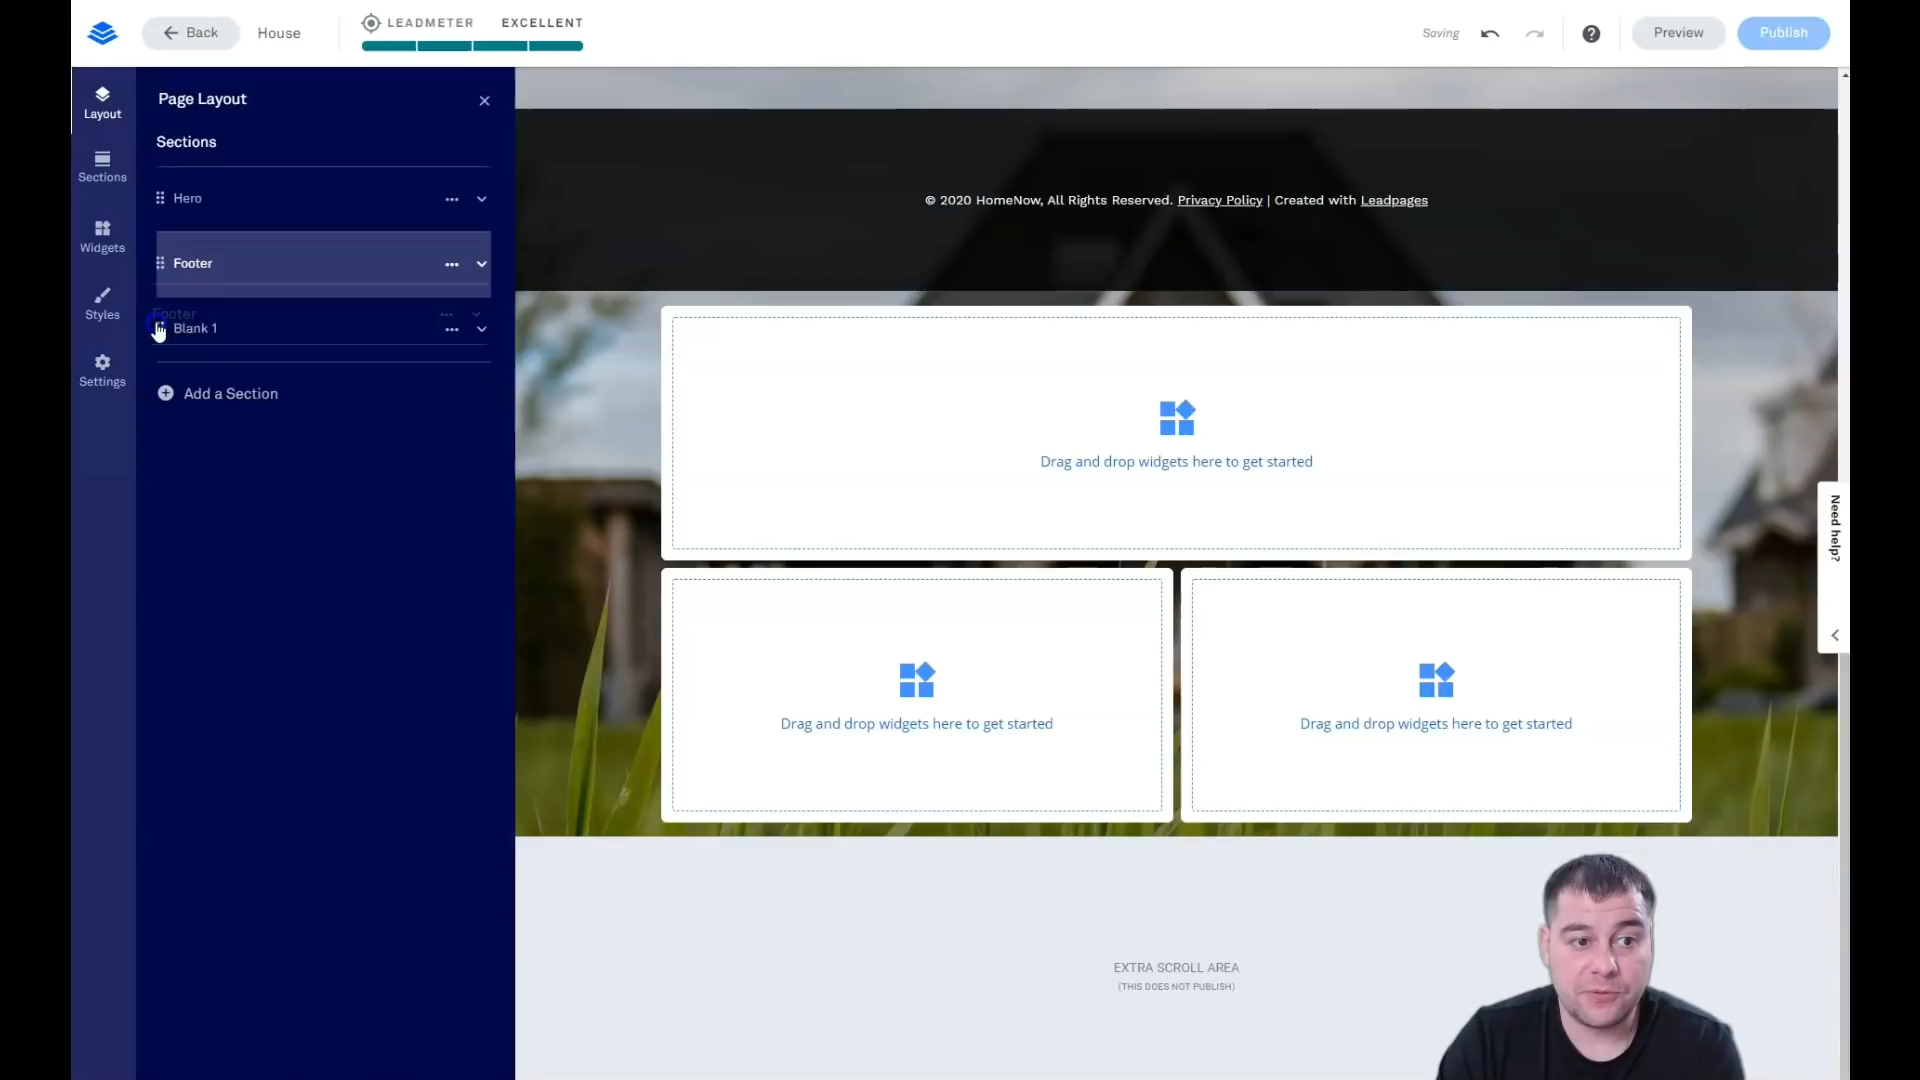 Back
House
LEADMETER EXCELLENT
Saving
Preview
Publish
Layout
Sections
Widgets
Styles
Settings
Page Layout
Sections
Hero
Footer
Footer
Blank 1
Add a Section
© 2020 HomeNow, All Rights Reserved. Privacy Policy | Created with Leadpages
Drag and drop widgets here to get started
Drag and drop widgets here to get started
Drag and drop widgets here to get started
Need help?
EXTRA SCROLL AREA
(THIS DOES NOT PUBLISH)